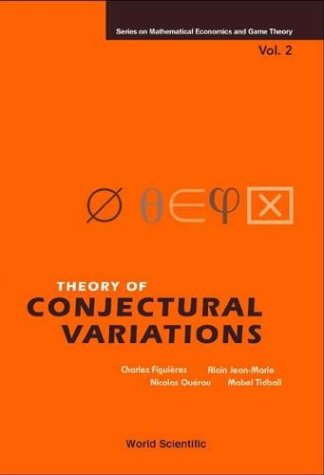 Series on Mathematical Economics and Game Theory
Vol. 2
∅ θ∈φ☒
THEORY OF
CONJECTURAL
VARIATIONS
Charles Figuières Alain Jean-Marie
Nicolas Quérou Mabel Tidball
World Scientific